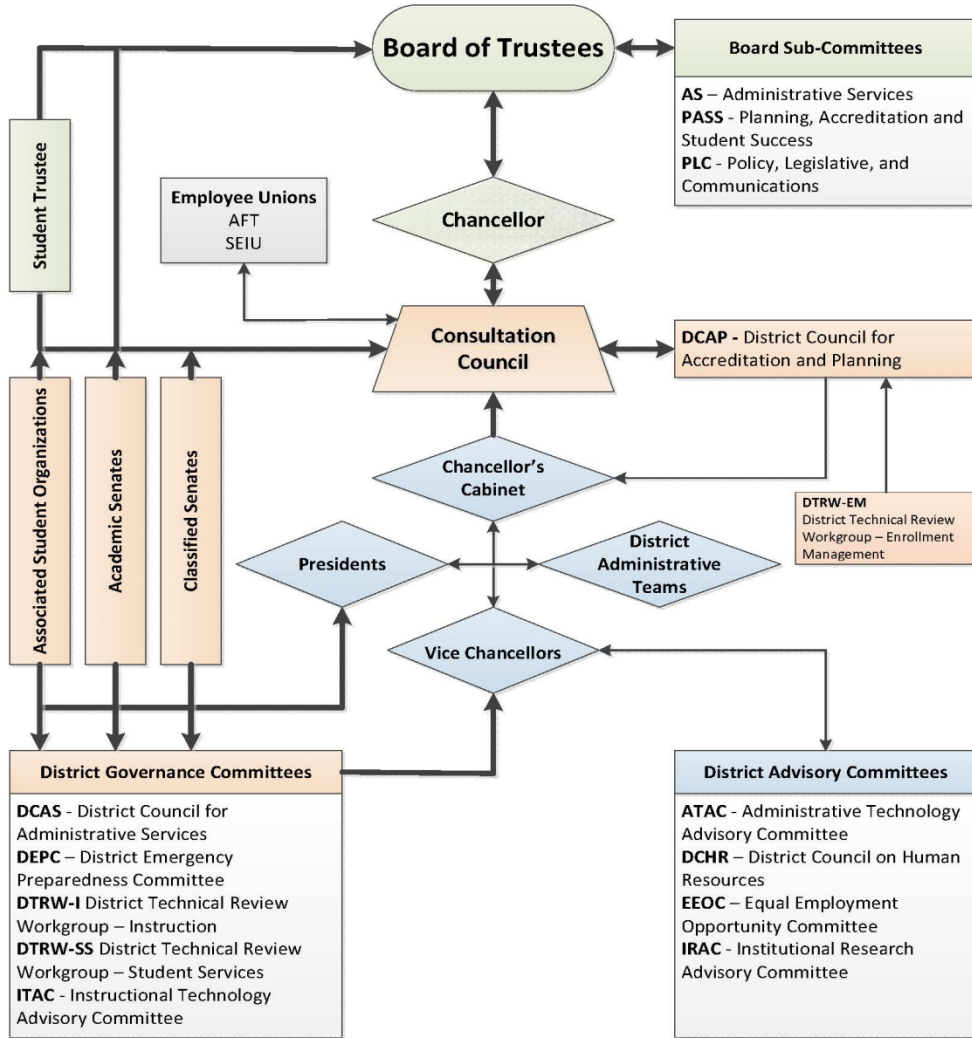 Board of Trustees
Board Sub-Committees
AS – Administrative Services
PASS - Planning, Accreditation and
Student Success
PLC - Policy, Legislative, and
Communications
Student Trustee
Employee Unions
AFT
SEIU
Chancellor
Consultation
Council
DCAP - District Council for
Accreditation and Planning
Associated Student Organizations
Academic Senates
Classified Senates
Chancellor's
Cabinet
DTRW-EM
District Technical Review
Workgroup – Enrollment
Management
Presidents
District
Administrative
Teams
Vice Chancellors
District Governance Committees
DCAS - District Council for
Administrative Services
DEPC – District Emergency
Preparedness Committee
DTRW-I District Technical Review
Workgroup – Instruction
DTRW-SS District Technical Review
Workgroup – Student Services
ITAC - Instructional Technology
Advisory Committee
District Advisory Committees
ATAC - Administrative Technology
Advisory Committee
DCHR – District Council on Human
Resources
EEOC – Equal Employment
Opportunity Committee
IRAC – Institutional Research
Advisory Committee